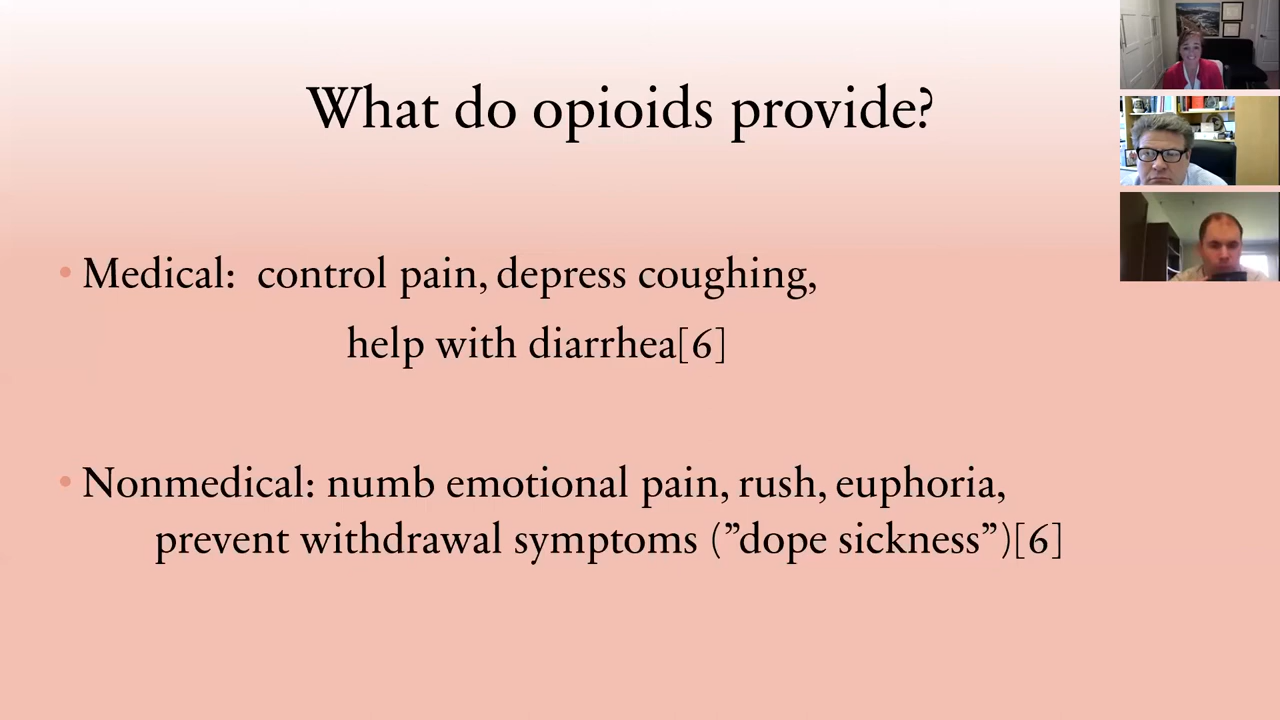 What do opioids provide?
• Medical: control pain, depress coughing,
help with diarrhea[6]
• Nonmedical: numb emotional pain, rush, euphoria,
prevent withdrawal symptoms (”dope sickness”)[6]